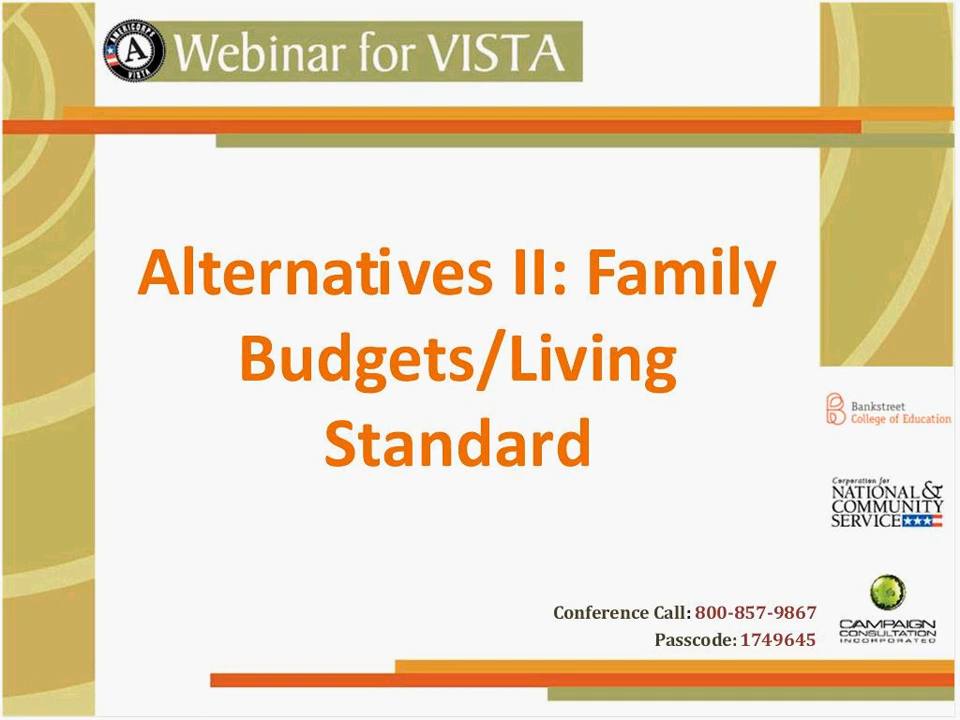 AMERICORPS
A
VISTA
Webinar for VISTA
Alternatives II: Family
Budgets/Living
Standard
Bankstreet
College of Education
Corporation for
NATIONAL &
COMMUNITY
SERVICE
Conference Call: 800-857-9867
Passcode: 1749645
CAMPAIGN
CONSULTATION
INCORPORATED